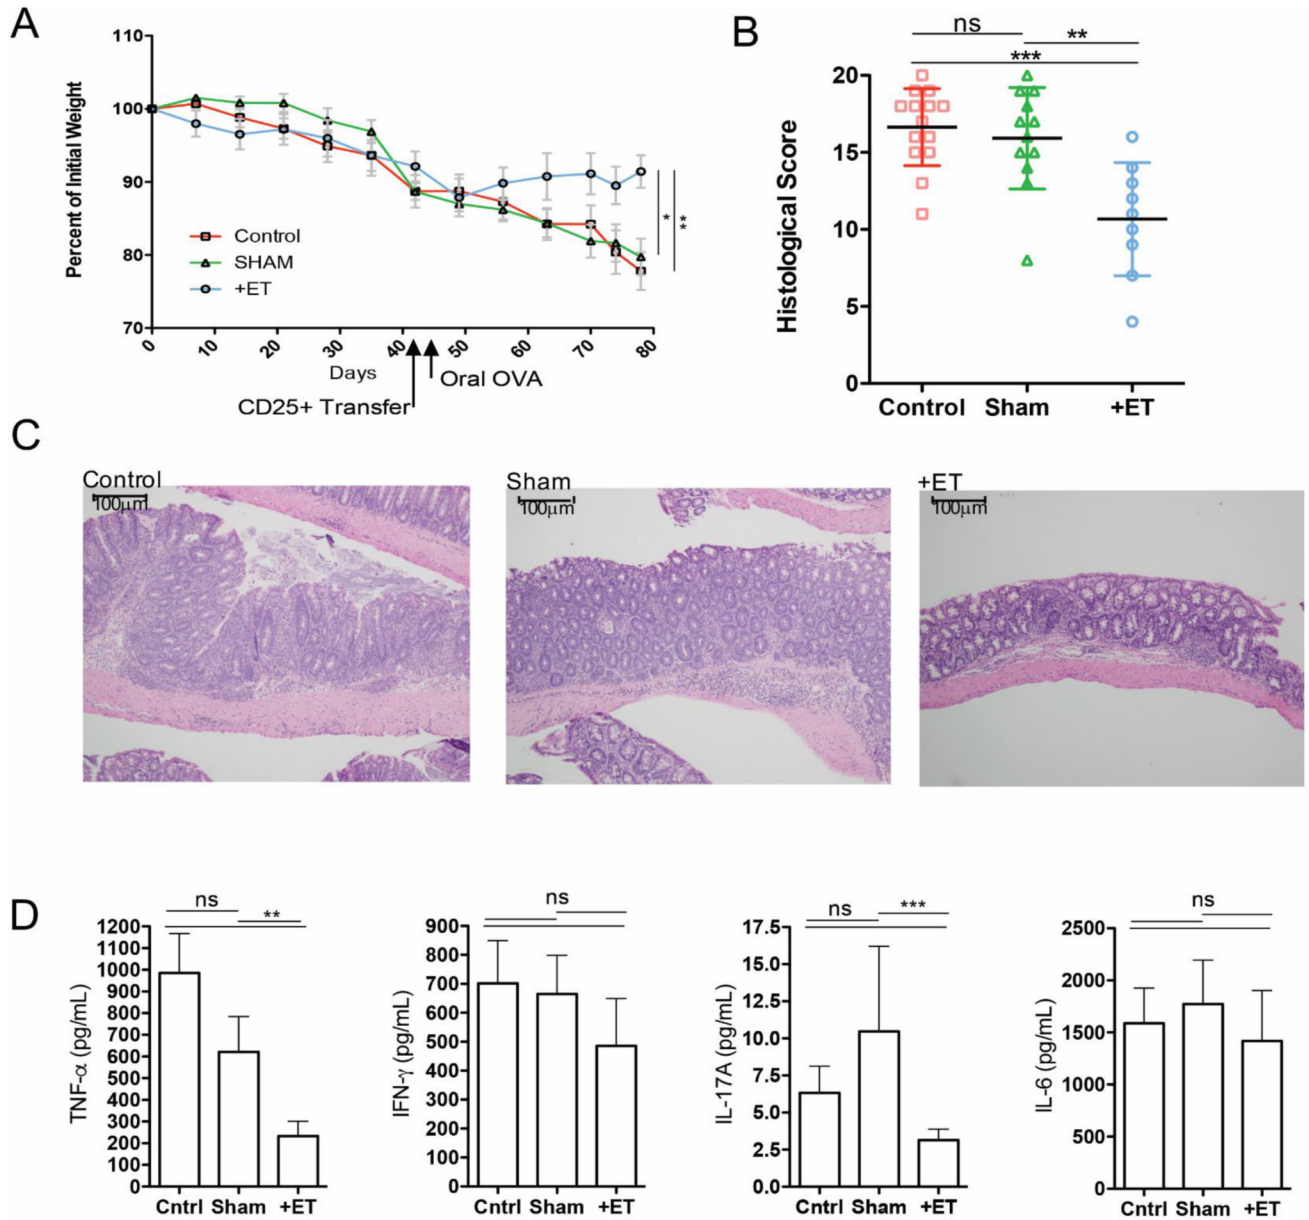 A
Percent of Initial Weight
110
100
90
80
70
Control
SHAM
+ET
*
**
0
10
20
30
40
50
60
70
80
Days
Oral OVA
CD25+ Transfer
B
ns
**
***
Histological Score
20
15
10
5
0
Control
Sham
+ET
C
Control
100µm
Sham
100µm
+ET
100µm
D
ns
**
TNF-α (pg/mL)
1200
1100
1000
900
800
700
600
500
400
300
200
100
0
Cntrl Sham +ET
ns
IFN-γ (pg/mL)
900
800
700
600
500
400
300
200
100
0
Cntrl Sham +ET
ns
***
IL-17A (pg/mL)
17.5
15.0
12.5
10.0
7.5
5.0
2.5
0.0
Cntrl Sham +ET
ns
IL-6 (pg/mL)
2500
2000
1500
1000
500
0
Cntrl Sham +ET